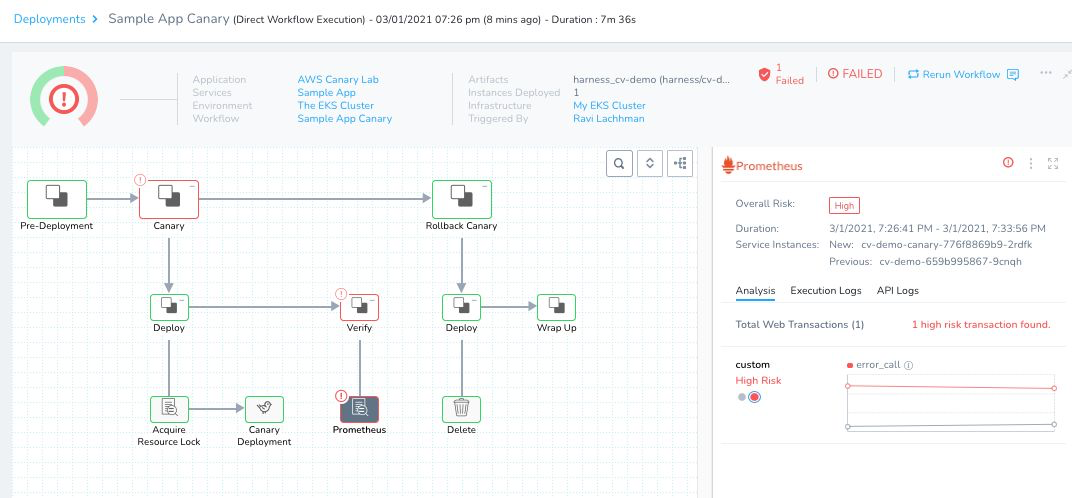 Deployments > Sample App Canary (Direct Workflow Execution) - 03/01/2021 07:26 pm (8 mins ago) - Duration : 7m 36s
Application AWS Canary Lab
Services Sample App
Environment The EKS Cluster
Workflow Sample App Canary
Artifacts harness_cv-demo (harness/cv-d...
Instances Deployed 1
Infrastructure My EKS Cluster
Triggered By Ravi Lachhman
1 Failed
FAILED
Rerun Workflow
Pre-Deployment
Canary
Rollback Canary
Deploy
Verify
Deploy
Wrap Up
Acquire Resource Lock
Canary Deployment
Prometheus
Delete
Prometheus
Overall Risk: High
Duration: 3/1/2021, 7:26:41 PM - 3/1/2021, 7:33:56 PM
Service Instances: New: cv-demo-canary-776f8869b9-2rdfk
Previous: cv-demo-659b995867-9cnqh
Analysis Execution Logs API Logs
Total Web Transactions (1) 1 high risk transaction found.
custom
High Risk
error_call